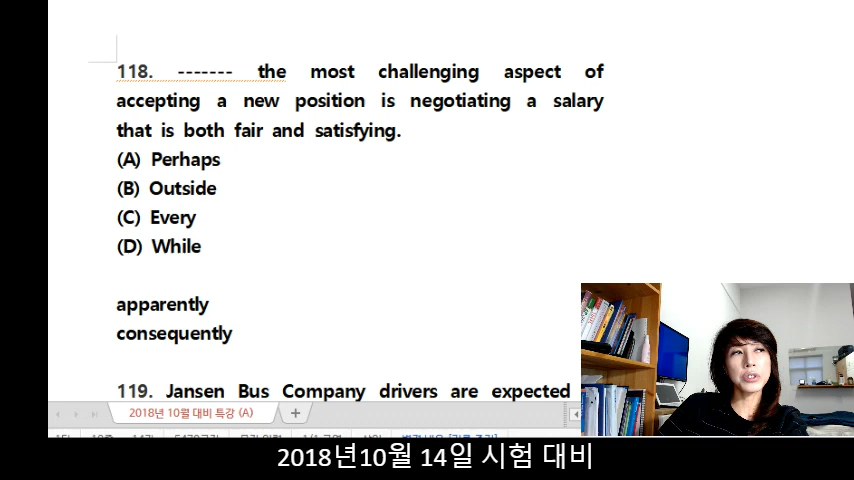 118. ------- the most challenging aspect of
accepting a new position is negotiating a salary
that is both fair and satisfying.
(A) Perhaps
(B) Outside
(C) Every
(D) While
apparently
consequently
119. Jansen Bus Company drivers are expected
2018년 10월 대비 특강 (A)
2018년10월 14일 시험 대비